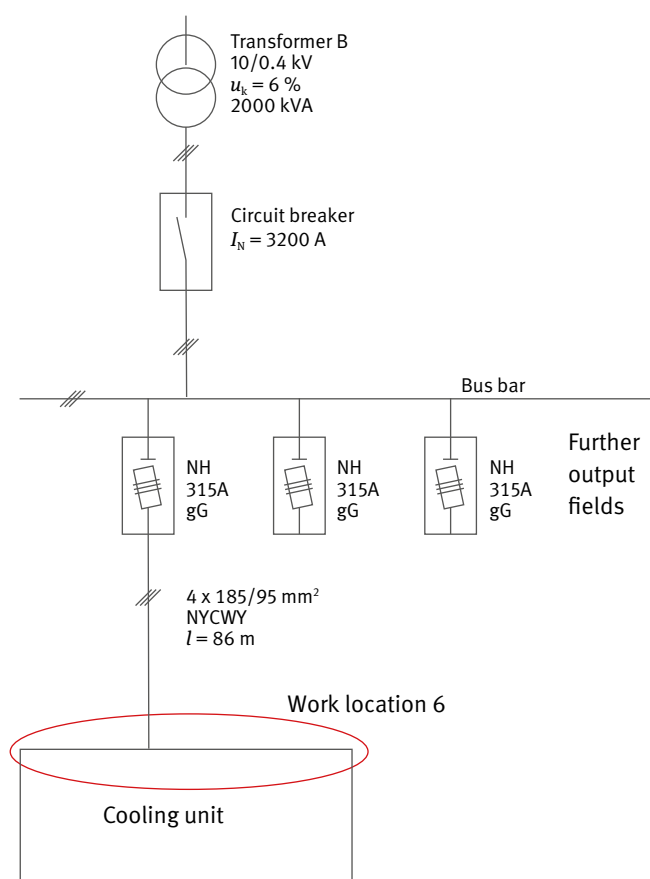 Transformer B
10/0.4 kV
uk = 6 %
2000 kVA
Circuit breaker
IN = 3200 A
Bus bar
NH
315A
gG
NH
315A
gG
NH
315A
gG
Further
output
fields
4 x 185/95 mm²
NYCWY
l = 86 m
Work location 6
Cooling unit